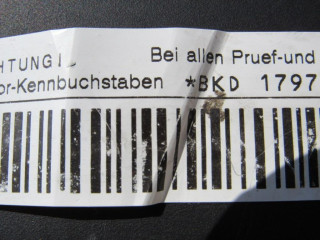 HTUNG! Bei allen Pruef-und
or-Kennbuchstaben *BKD 1797